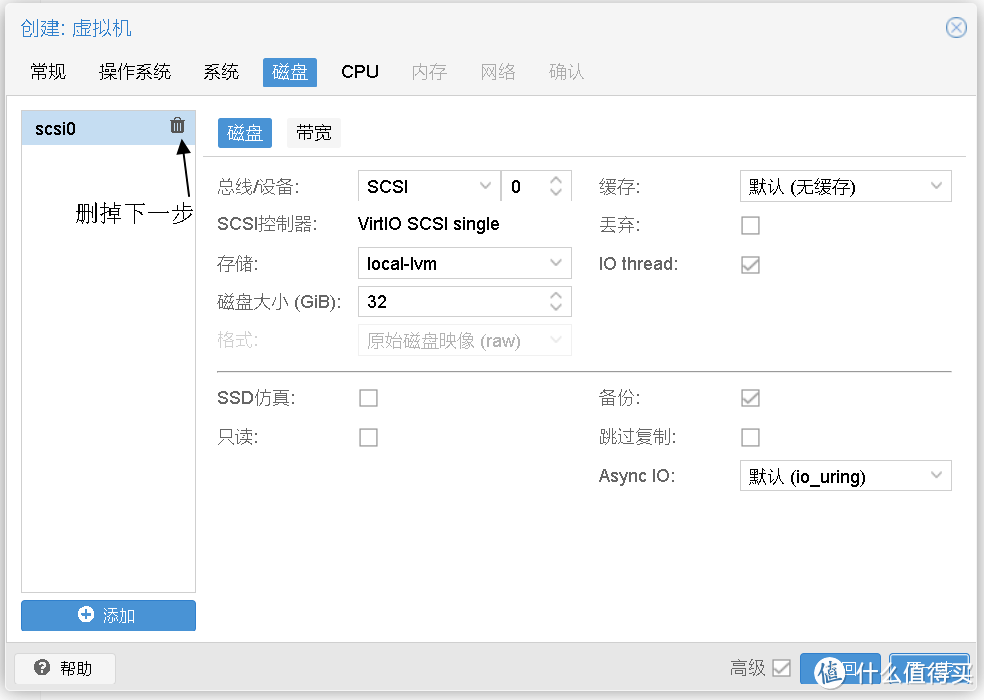 创建: 虚拟机
常规 操作系统 系统 磁盘 CPU 内存 网络 确认
scsi0
删掉下一步
磁盘 带宽
总线/设备: SCSI 0 缓存: 默认 (无缓存)
SCSI控制器: VirtIO SCSI single 丢弃:
存储: local-lvm IO thread:
磁盘大小 (GiB): 32
格式: 原始磁盘映像 (raw)
SSD仿真: 备份:
只读: 跳过复制:
Async IO: 默认 (io_uring)
添加
帮助 高级
值 什么值得买